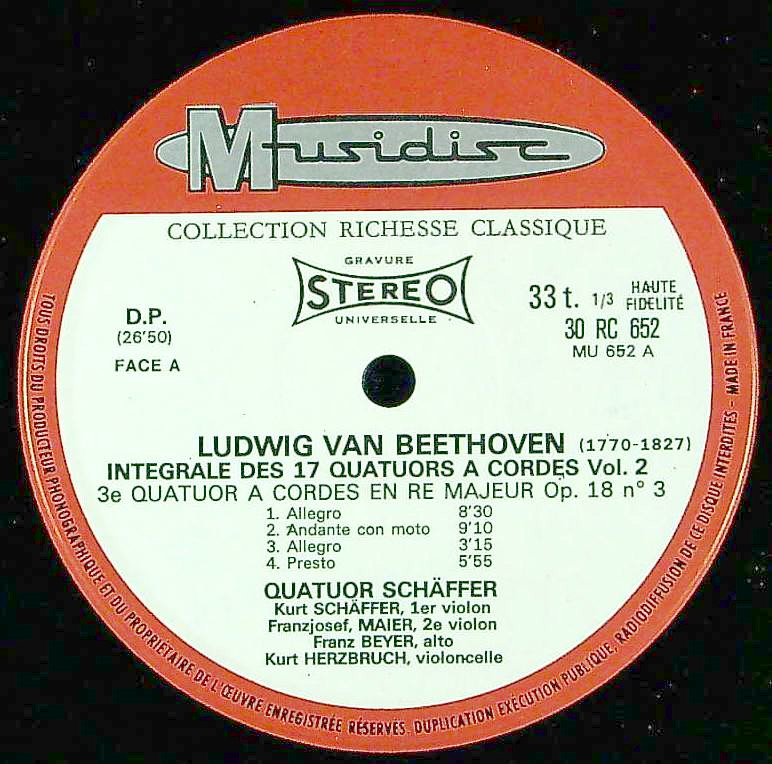 Musidisc
COLLECTION RICHESSE CLASSIQUE
GRAVURE
STEREO
UNIVERSELLE
33 t. 1/3 HAUTE FIDELITÉ
30 RC 652
MU 652 A
D.P.
(26'50)
FACE A
LUDWIG VAN BEETHOVEN (1770-1827)
INTEGRALE DES 17 QUATUORS A CORDES Vol. 2
3e QUATUOR A CORDES EN RE MAJEUR Op. 18 n° 3
1. Allegro 8'30
2. Andante con moto 9'10
3. Allegro 3'15
4. Presto 5'55
QUATUOR SCHÄFFER
Kurt SCHÄFFER, 1er violon
Franzjosef, MAIER, 2e violon
Franz BEYER, alto
Kurt HERZBRUCH, violoncelle
TOUS DROITS DU PRODUCTEUR PHONOGRAPHIQUE ET DU PROPRIÉTAIRE DE L'ŒUVRE ENREGISTRÉE RÉSERVÉS. DUPLICATION EXÉCUTION PUBLIQUE, RADIODIFFUSION DE CE DISQUE INTERDITES - MADE IN FRANCE